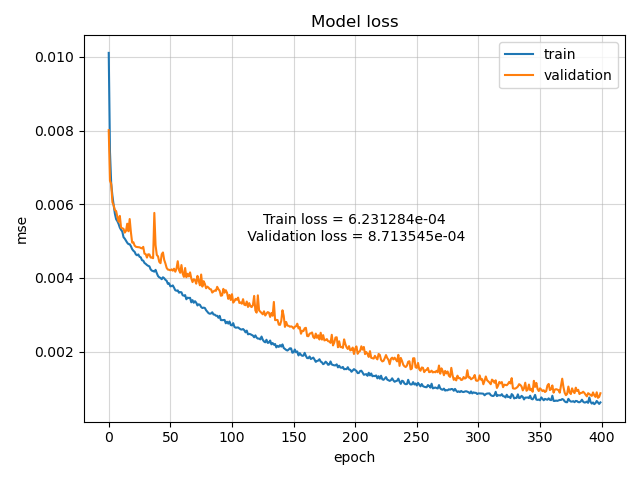 Model loss
0.010
0.008
0.006
0.004
0.002
mse
train
validation
Train loss = 6.231284e-04
Validation loss = 8.713545e-04
0 50 100 150 200 250 300 350 400
epoch